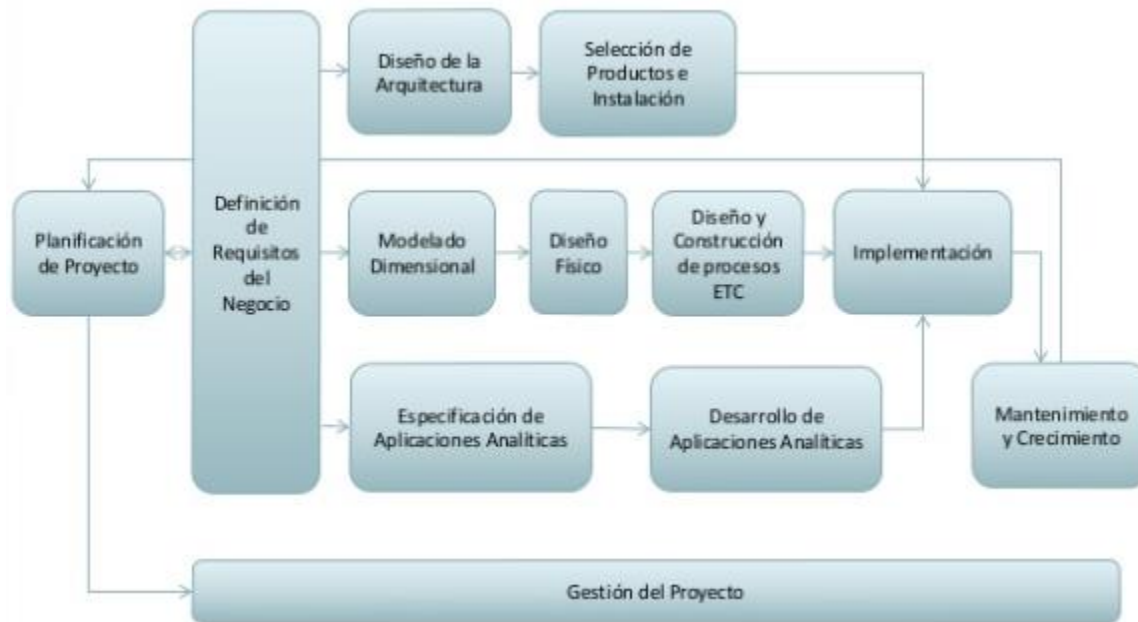 Diseño de la
Arquitectura
Selección de
Productos e
Instalación
Planificación
de Proyecto
Definición
de
Requisitos
del
Negocio
Modelado
Dimensional
Diseño
Físico
Diseño y
Construcción
de procesos
ETC
Implementación
Especificación de
Aplicaciones Analíticas
Desarrollo de
Aplicaciones Analíticas
Mantenimiento
y Crecimiento
Gestión del Proyecto